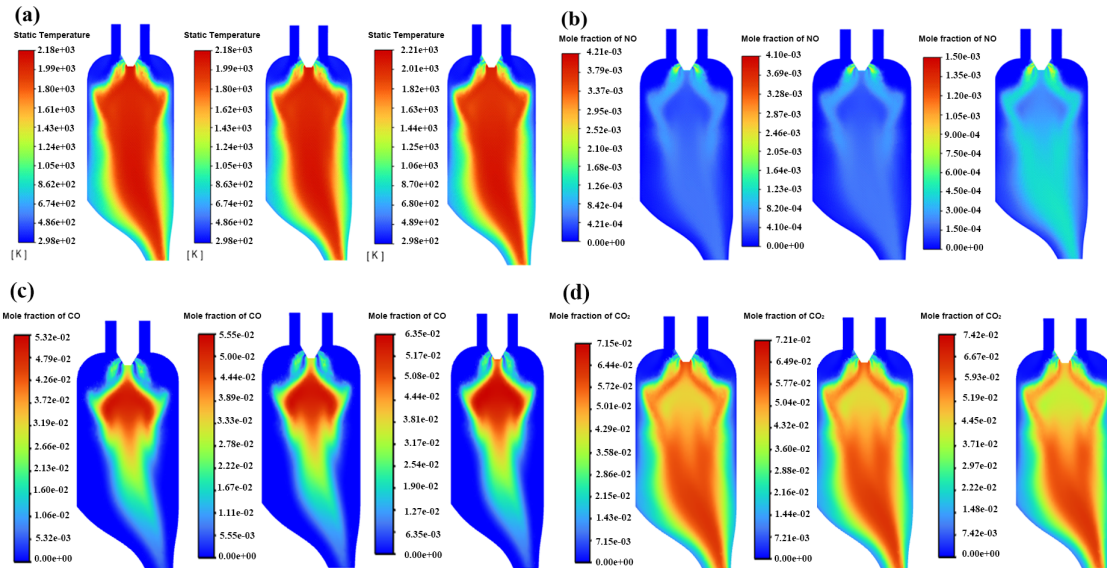 (a)
Static Temperature
2.18e+03
1.99e+03
1.80e+03
1.62e+03
1.43e+03
1.24e+03
1.05e+03
8.62e+02
6.74e+02
4.86e+02
2.98e+02
[ K ]
Static Temperature
2.18e+03
1.99e+03
1.80e+03
1.62e+03
1.43e+03
1.24e+03
1.05e+03
8.62e+02
6.74e+02
4.86e+02
2.98e+02
[ K ]
Static Temperature
2.21e+03
1.99e+03
1.80e+03
1.62e+03
1.43e+03
1.24e+03
1.05e+03
8.62e+02
6.74e+02
4.86e+02
2.98e+02
[ K ]
(b)
Mole fraction of NO
4.21e-03
3.79e-03
3.37e-03
2.95e-03
2.52e-03
2.10e-03
1.68e-03
1.26e-03
8.42e-04
4.21e-04
0.00e+00
Mole fraction of NO
4.10e-03
3.69e-03
3.28e-03
2.87e-03
2.46e-03
2.05e-03
1.64e-03
1.23e-03
8.20e-04
4.10e-04
0.00e+00
Mole fraction of NO
1.50e-03
1.35e-03
1.20e-03
1.05e-03
9.00e-04
7.50e-04
6.00e-04
4.50e-04
3.00e-04
1.50e-04
0.00e+00
(c)
Mole fraction of CO
5.32e-02
4.79e-02
4.26e-02
3.72e-02
3.19e-02
2.66e-02
2.13e-02
1.60e-02
1.06e-02
5.32e-03
0.00e+00
Mole fraction of CO
5.55e-02
5.00e-02
4.44e-02
3.89e-02
3.33e-02
2.78e-02
2.22e-02
1.67e-02
1.11e-02
5.55e-03
0.00e+00
Mole fraction of CO
6.35e-02
5.17e-02
5.08e-02
4.44e-02
3.81e-02
3.17e-02
2.54e-02
1.90e-02
1.27e-02
6.35e-03
0.00e+00
(d)
Mole fraction of CO₂
7.15e-02
6.44e-02
5.72e-02
5.01e-02
4.29e-02
3.58e-02
2.86e-02
2.15e-02
1.43e-02
7.15e-03
0.00e+00
Mole fraction of CO₂
7.21e-02
6.49e-02
5.77e-02
5.04e-02
4.32e-02
3.60e-02
2.88e-02
2.16e-02
1.44e-02
7.21e-03
0.00e+00
Mole fraction of CO₂
7.42e-02
6.67e-02
5.93e-02
5.19e-02
4.45e-02
3.71e-02
2.97e-02
2.22e-02
1.48e-02
7.42e-03
0.00e+00